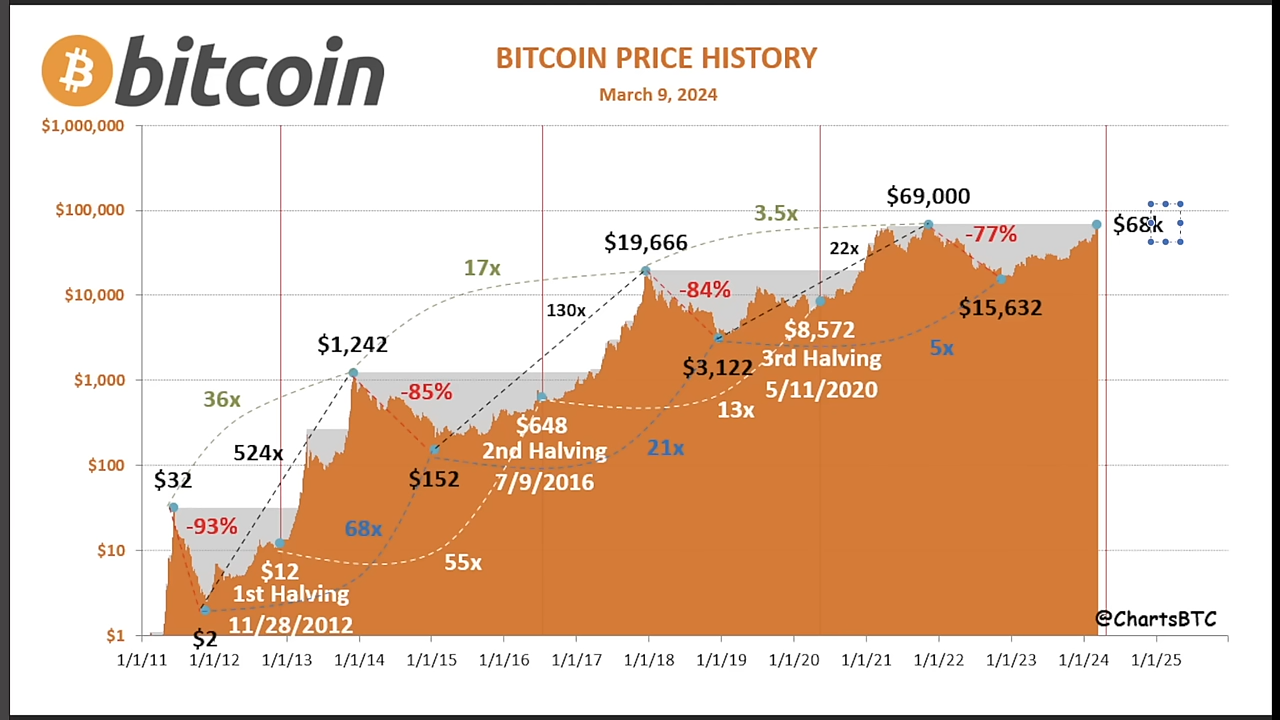 bitcoin
BITCOIN PRICE HISTORY
March 9, 2024
$1,000,000
$100,000
$10,000
$1,000
$100
$10
$1
$69,000
3.5x
$68k
-77%
$19,666
22x
17x
-84%
130x
$15,632
$8,572
3rd Halving
5/11/2020
5x
$1,242
$3,122
-85%
36x
13x
$648
2nd Halving
7/9/2016
524x
21x
$32
$152
-93%
68x
55x
$12
1st Halving
11/28/2012
$2
@ChartsBTC
1/1/11 1/1/12 1/1/13 1/1/14 1/1/15 1/1/16 1/1/17 1/1/18 1/1/19 1/1/20 1/1/21 1/1/22 1/1/23 1/1/24 1/1/25